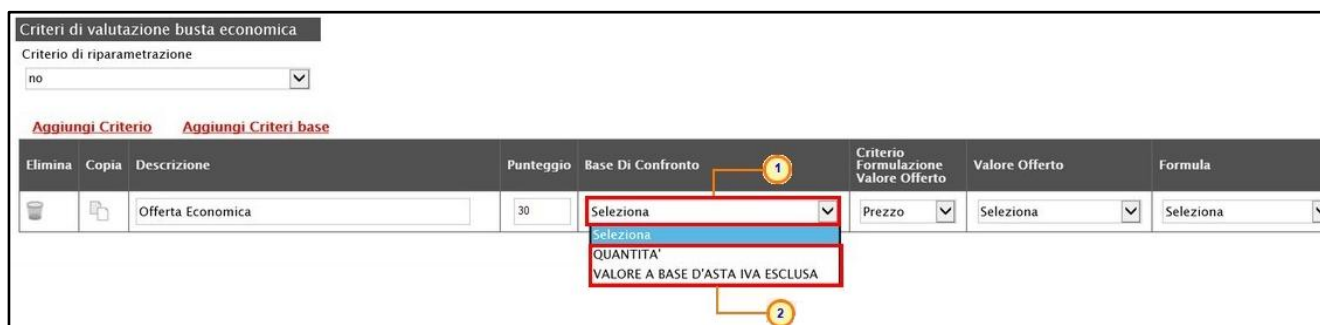 Criteri di valutazione busta economica
Criterio di riparametrazione
no
Aggiungi Criterio Aggiungi Criteri base
Elimina Copia Descrizione Punteggio Base Di Confronto Criterio Formulazione Valore Offerto Valore Offerto Formula
1
Offerta Economica 30 Seleziona Prezzo Seleziona Seleziona
Seleziona
QUANTITA'
VALORE A BASE D'ASTA IVA ESCLUSA
2